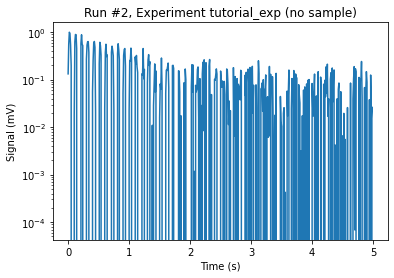 Run #2, Experiment tutorial_exp (no sample)
Signal (mV)
10⁰
10⁻¹
10⁻²
10⁻³
10⁻⁴
0 1 2 3 4 5
Time (s)